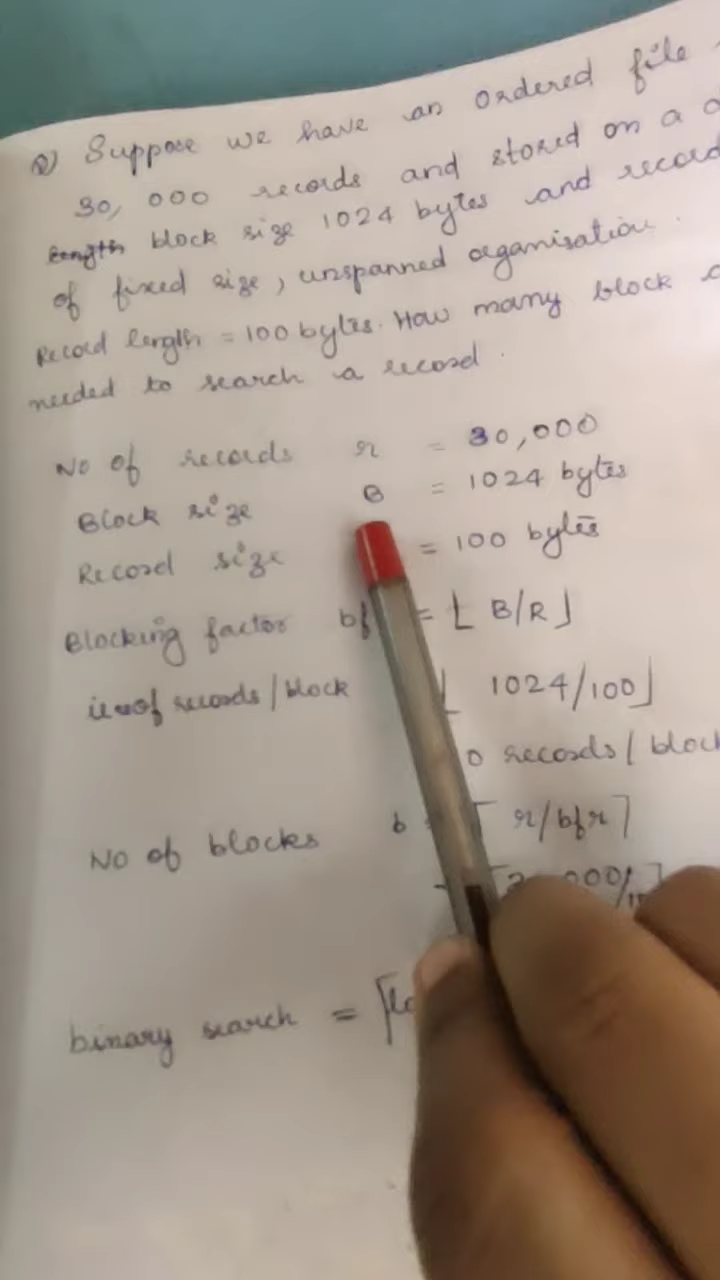 Q) Suppose we have an ordered file
30,000 records and stored on a
block size 1024 bytes and record
of fixed size, unspanned organisation.
Record length = 100 bytes. How many block
needed to search a record.
No of records r = 30,000
Block size B = 1024 bytes
Record size = 100 bytes
Blocking factor = ⌊ B/R ⌋
records/block ⌊ 1024/100⌋
records/block
No of blocks b ⌈ r/bfr ⌉
binary search =